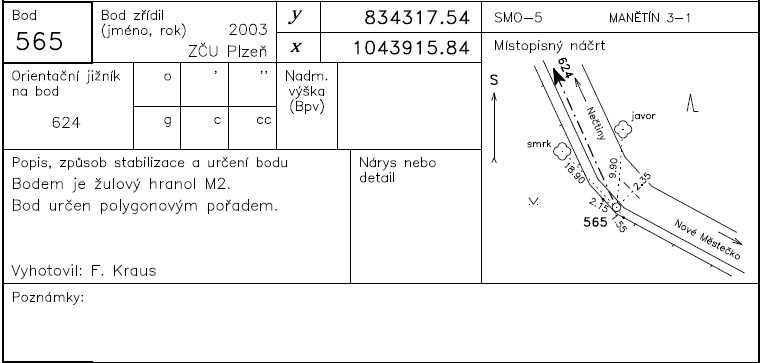 Bod
565
Bod zřídil
(jméno, rok) 2003
ZČU Plzeň
y 834317.54
x 1043915.84
SMO-5 MANĚTÍN 3-1
Orientační jižník
na bod
624
o ' ''
g c cc
Nadm.
výška
(Bpv)
Místopisný náčrt
S
624
Nečtiny
javor
smrk
18.90
9.90
2.35
2.15
1.55
565
Nové Městečko
Popis, způsob stabilizace a určení bodu
Bodem je žulový hranol M2.
Bod určen polygonovým pořadem.
Vyhotovil: F. Kraus
Nárys nebo
detail
Poznámky: